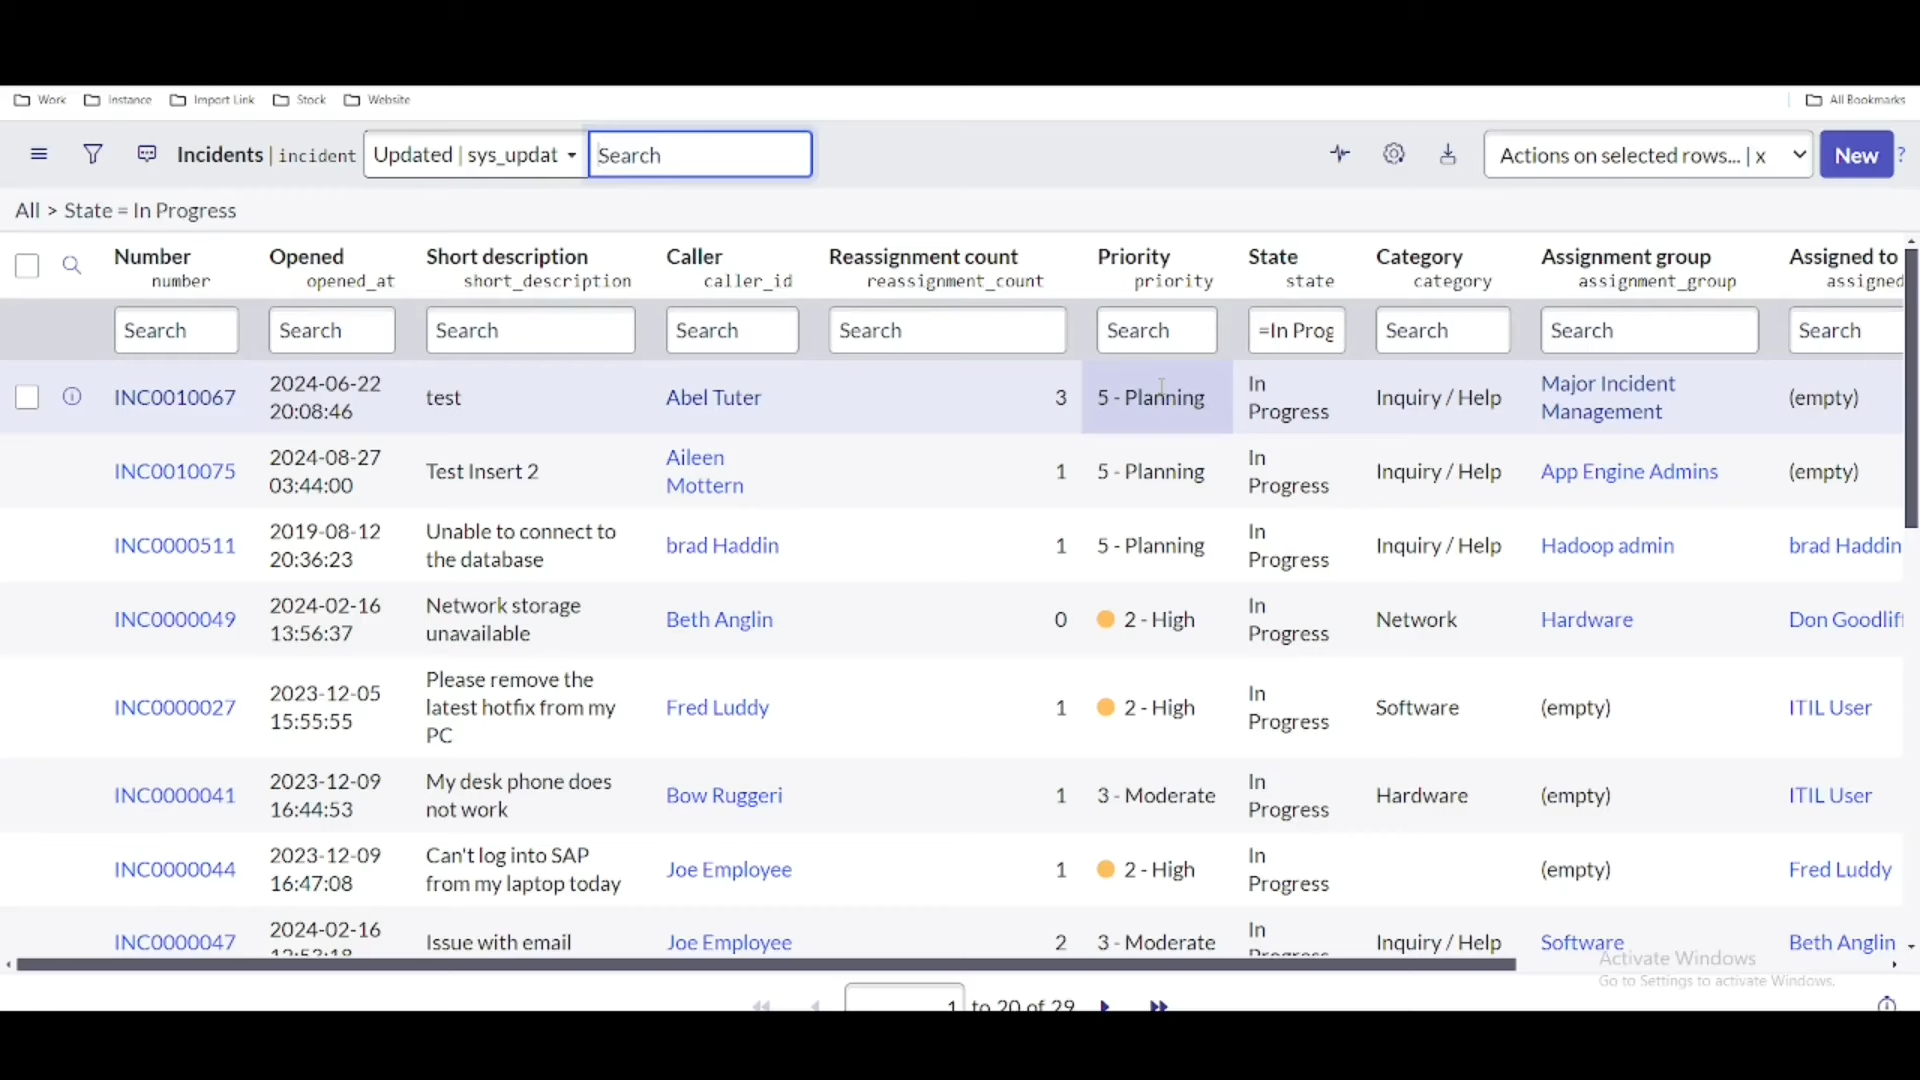 Work Instance Import Link Stock Website All Bookmarks
Incidents | incident Updated | sys_updat Search Actions on selected rows... | x New ?
All > State = In Progress
Number Opened Short description Caller Reassignment count Priority State Category Assignment group Assigned to
number opened_at short_description caller_id reassignment_count priority state category assignment_group assigned
Search Search Search Search Search Search =In Prog Search Search Search
INC0010067 2024-06-22 20:08:46 test Abel Tuter 3 5 - Planning In Progress Inquiry / Help Major Incident Management (empty)
INC0010075 2024-08-27 03:44:00 Test Insert 2 Aileen Mottern 1 5 - Planning In Progress Inquiry / Help App Engine Admins (empty)
INC0000511 2019-08-12 20:36:23 Unable to connect to the database brad Haddin 1 5 - Planning In Progress Inquiry / Help Hadoop admin brad Haddin
INC0000049 2024-02-16 13:56:37 Network storage unavailable Beth Anglin 0 2 - High In Progress Network Hardware Don Goodliff
INC0000027 2023-12-05 15:55:55 Please remove the latest hotfix from my PC Fred Luddy 1 2 - High In Progress Software (empty) ITIL User
INC0000041 2023-12-09 16:44:53 My desk phone does not work Bow Ruggeri 1 3 - Moderate In Progress Hardware (empty) ITIL User
INC0000044 2023-12-09 16:47:08 Can't log into SAP from my laptop today Joe Employee 1 2 - High In Progress (empty) Fred Luddy
INC0000047 2024-02-16 Issue with email Joe Employee 2 3 - Moderate In Progress Inquiry / Help Software Beth Anglin
Activate Windows
Go to Settings to activate Windows.
1 to 20 of 29